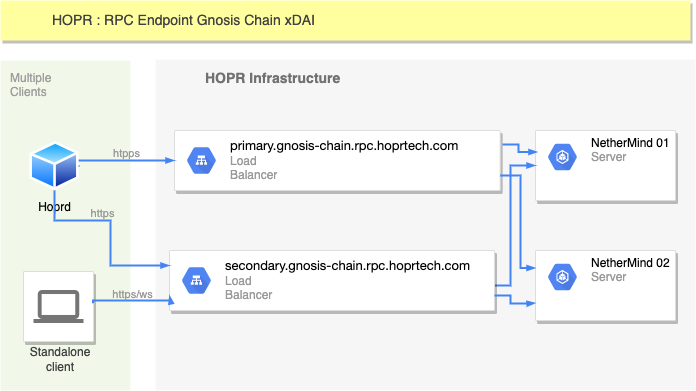 HOPR : RPC Endpoint Gnosis Chain xDAI
Multiple
Clients
HOPR Infrastructure
htpps
primary.gnosis-chain.rpc.hoprtech.com
Load
Balancer
NetherMind 01
Server
Hoprd
https
secondary.gnosis-chain.rpc.hoprtech.com
Load
Balancer
NetherMind 02
Server
https/ws
Standalone
client